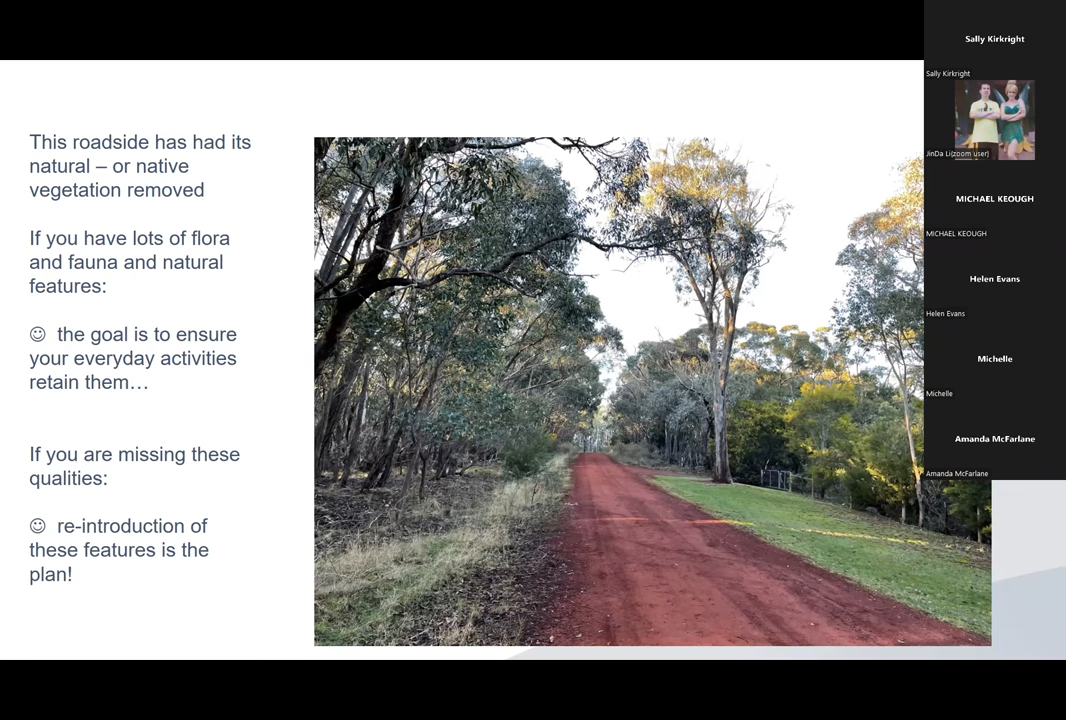 This roadside has had its
natural – or native
vegetation removed
If you have lots of flora
and fauna and natural
features:
☺ the goal is to ensure
your everyday activities
retain them…
If you are missing these
qualities:
☺ re-introduction of
these features is the
plan!
Sally Kirkright
Sally Kirkright
JinDa Li(zoom user)
MICHAEL KEOUGH
MICHAEL KEOUGH
Helen Evans
Helen Evans
Michelle
Michelle
Amanda McFarlane
Amanda McFarlane